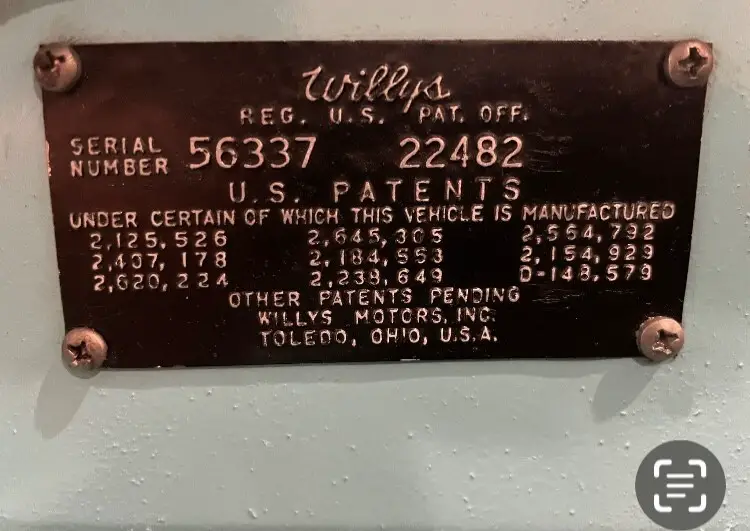 Willys
REG. U.S. PAT. OFF.
SERIAL NUMBER 56337 22482
U.S. PATENTS
UNDER CERTAIN OF WHICH THIS VEHICLE IS MANUFACTURED
2,125,526 2,645,305 2,564,792
2,407,178 2,184,553 2,154,929
2,620,224 2,239,649 D-148,579
OTHER PATENTS PENDING
WILLYS MOTORS, INC.
TOLEDO, OHIO, U.S.A.